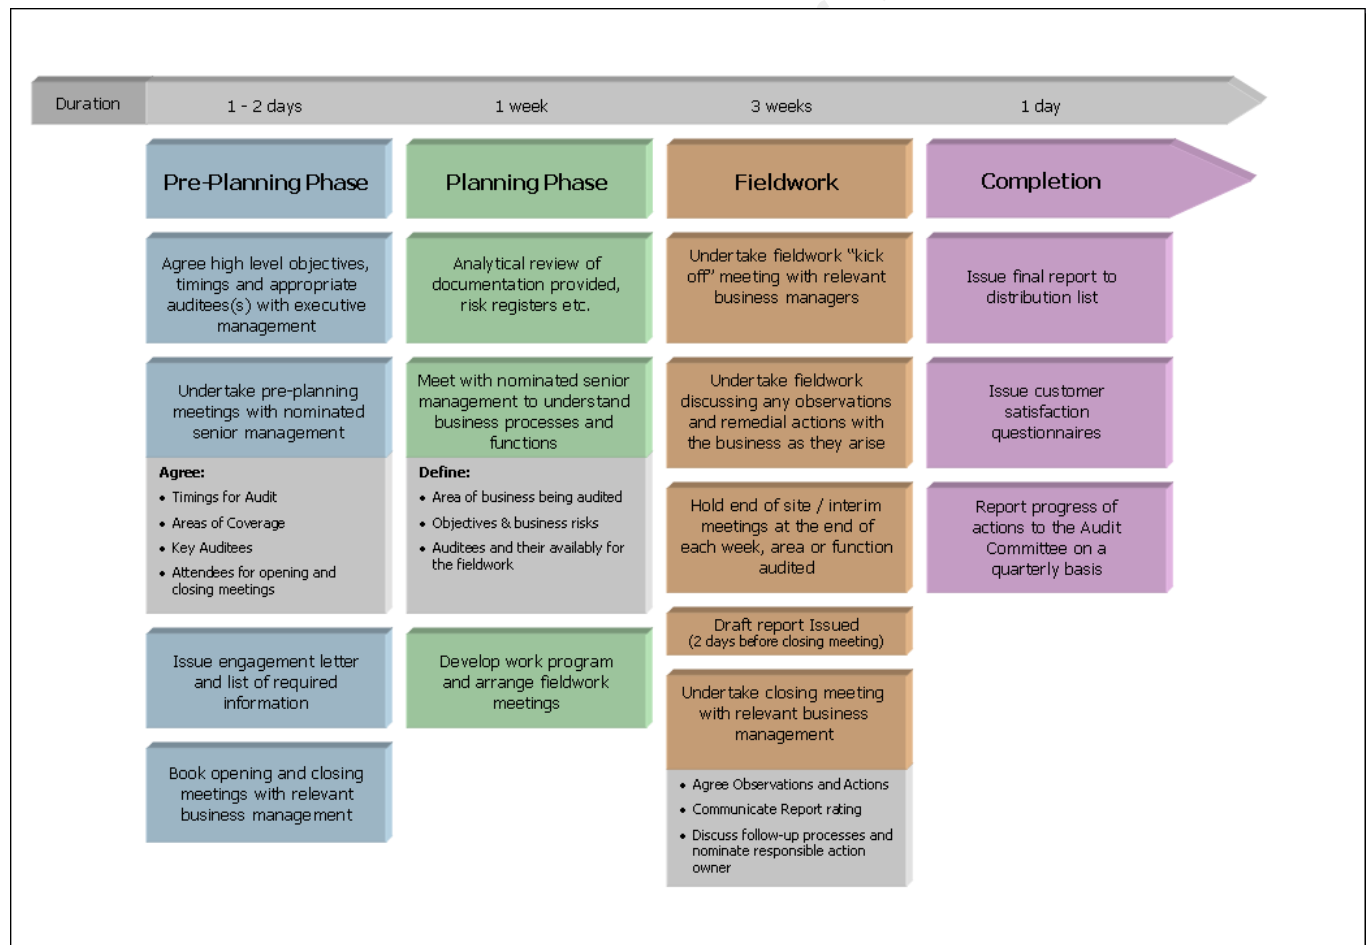 Duration
1 - 2 days
1 week
3 weeks
1 day
Pre-Planning Phase
Planning Phase
Fieldwork
Completion
Agree high level objectives,
timings and appropriate
auditees(s) with executive
management
Undertake pre-planning
meetings with nominated
senior management
Agree:
• Timings for Audit
• Areas of Coverage
• Key Auditees
• Attendees for opening and
closing meetings
Issue engagement letter
and list of required
information
Book opening and closing
meetings with relevant
business management
Analytical review of
documentation provided,
risk registers etc.
Meet with nominated senior
management to understand
business processes and
functions
Define:
• Area of business being audited
• Objectives & business risks
• Auditees and their availably for
the fieldwork
Develop work program
and arrange fieldwork
meetings
Undertake fieldwork “kick
off” meeting with relevant
business managers
Undertake fieldwork
discussing any observations
and remedial actions with
the business as they arise
Hold end of site / interim
meetings at the end of
each week, area or function
audited
Draft report Issued
(2 days before closing meeting)
Undertake closing meeting
with relevant business
management
• Agree Observations and Actions
• Communicate Report rating
• Discuss follow-up processes and
nominate responsible action
owner
Issue final report to
distribution list
Issue customer
satisfaction
questionnaires
Report progress of
actions to the Audit
Committee on a
quarterly basis